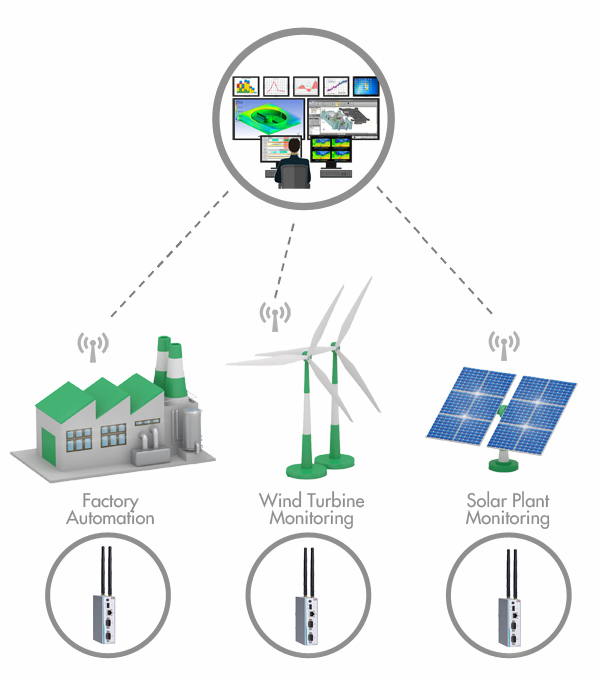 Factory
Automation
Wind Turbine
Monitoring
Solar Plant
Monitoring